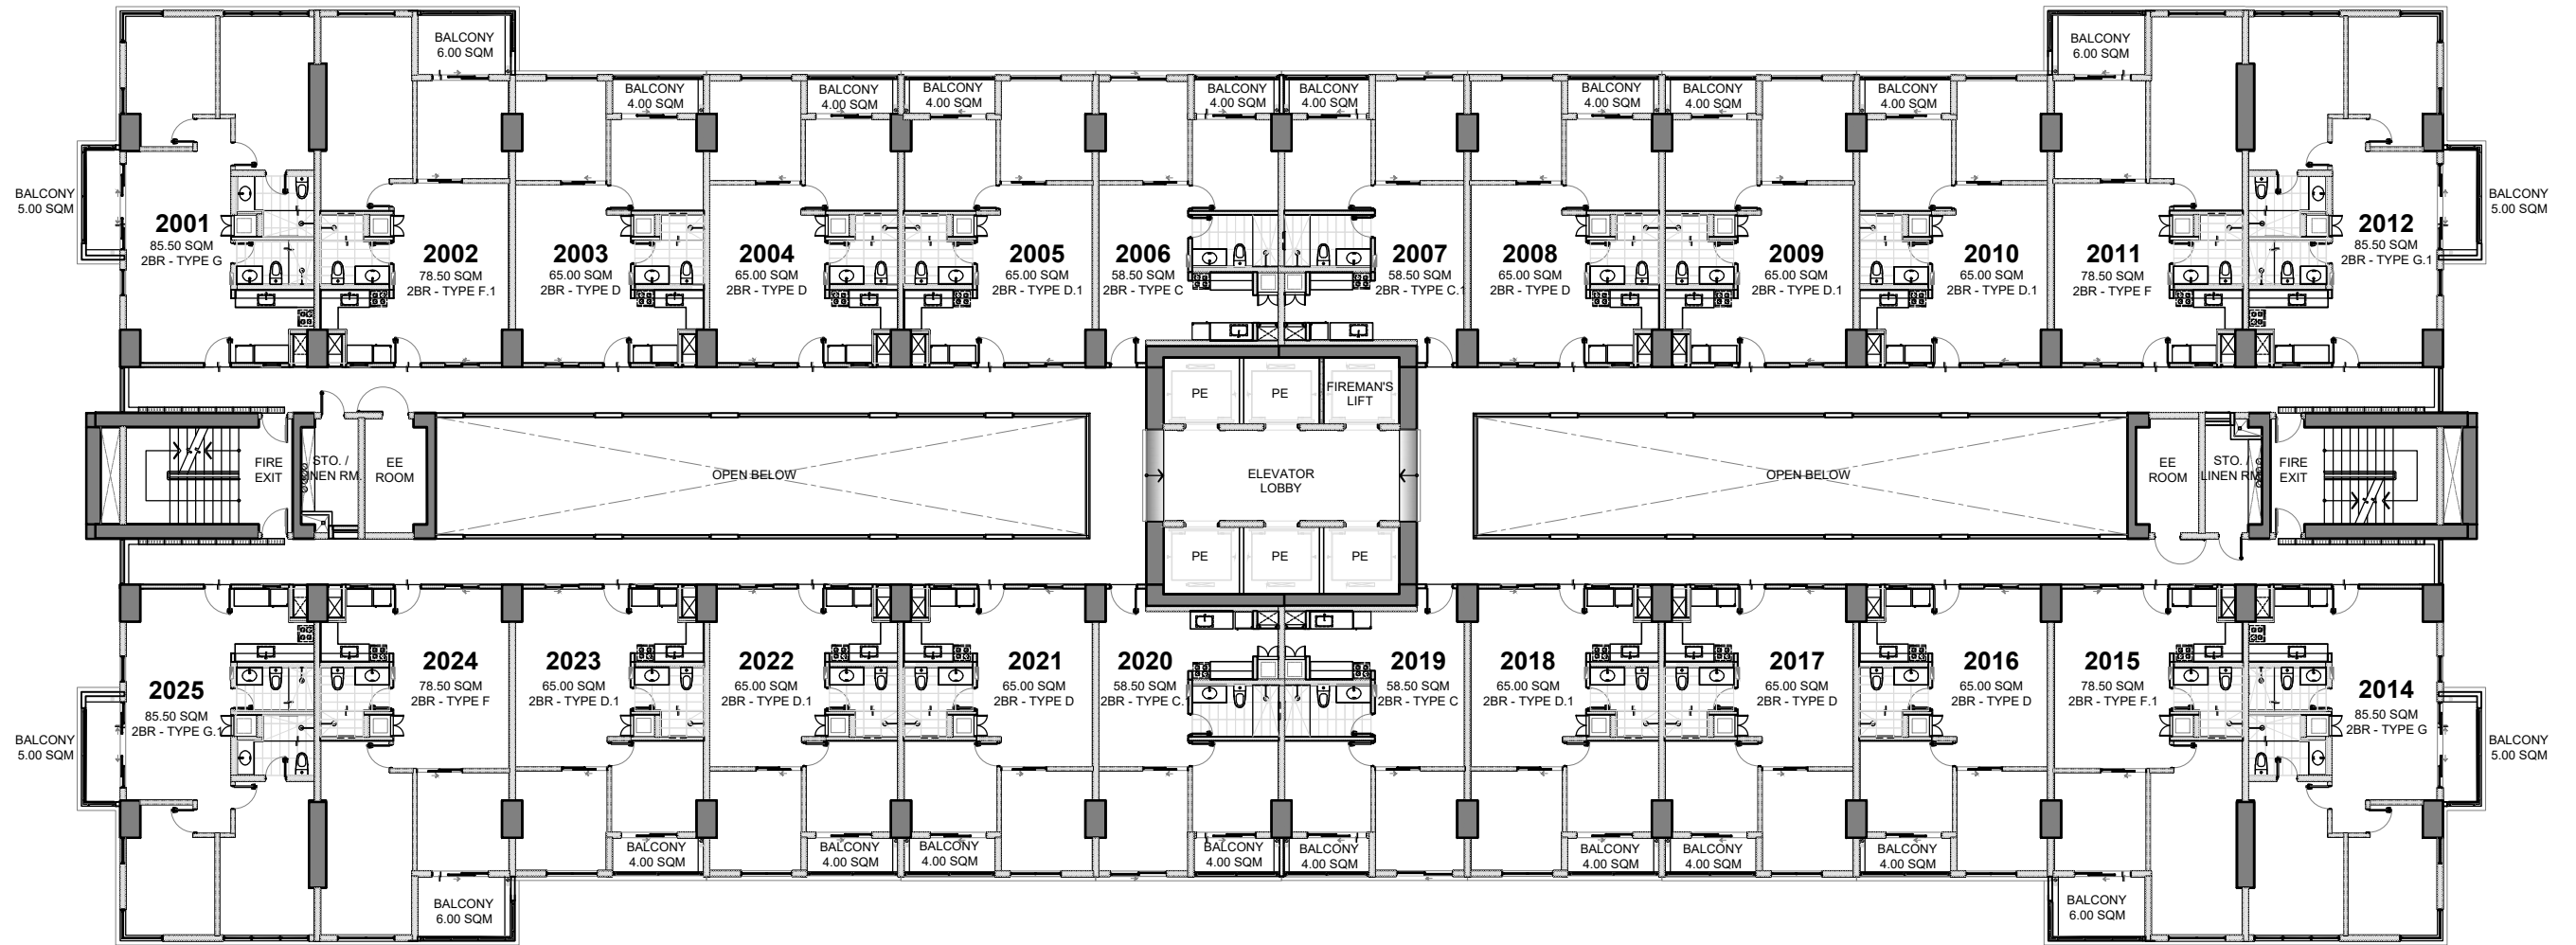 BALCONY
6.00 SQM
BALCONY
6.00 SQM
BALCONY
4.00 SQM
BALCONY
4.00 SQM
BALCONY
4.00 SQM
BALCONY
4.00 SQM
BALCONY
4.00 SQM
BALCONY
4.00 SQM
BALCONY
4.00 SQM
BALCONY
4.00 SQM
BALCONY
5.00 SQM
2001
85.50 SQM
2BR - TYPE G
2002
78.50 SQM
2BR - TYPE F.1
2003
65.00 SQM
2BR - TYPE D
2004
65.00 SQM
2BR - TYPE D
2005
65.00 SQM
2BR - TYPE D.1
2006
58.50 SQM
2BR - TYPE C
2007
58.50 SQM
2BR - TYPE C.1
2008
65.00 SQM
2BR - TYPE D
2009
65.00 SQM
2BR - TYPE D.1
2010
65.00 SQM
2BR - TYPE D.1
2011
78.50 SQM
2BR - TYPE F
2012
85.50 SQM
2BR - TYPE G.1
BALCONY
5.00 SQM
PE
PE
FIREMAN'S
LIFT
FIRE
EXIT
STO. /
LINEN RM.
EE
ROOM
OPEN BELOW
ELEVATOR
LOBBY
OPEN BELOW
EE
ROOM
STO. /
LINEN RM.
FIRE
EXIT
PE
PE
PE
BALCONY
5.00 SQM
2025
85.50 SQM
2BR - TYPE G.1
2024
78.50 SQM
2BR - TYPE F
2023
65.00 SQM
2BR - TYPE D.1
2022
65.00 SQM
2BR - TYPE D.1
2021
65.00 SQM
2BR - TYPE D
2020
58.50 SQM
2BR - TYPE C.1
2019
58.50 SQM
2BR - TYPE C
2018
65.00 SQM
2BR - TYPE D.1
2017
65.00 SQM
2BR - TYPE D
2016
65.00 SQM
2BR - TYPE D
2015
78.50 SQM
2BR - TYPE F.1
2014
85.50 SQM
2BR - TYPE G
BALCONY
5.00 SQM
BALCONY
4.00 SQM
BALCONY
4.00 SQM
BALCONY
4.00 SQM
BALCONY
4.00 SQM
BALCONY
4.00 SQM
BALCONY
4.00 SQM
BALCONY
4.00 SQM
BALCONY
4.00 SQM
BALCONY
6.00 SQM
BALCONY
6.00 SQM